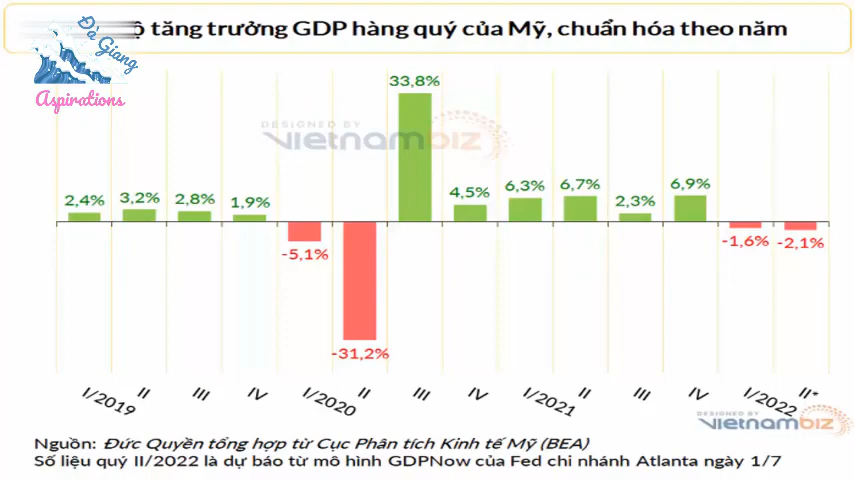 tăng trưởng GDP hàng quý của Mỹ, chuẩn hóa theo năm
Đà Giang
Aspirations
33,8%
DESIGNED BY
VIETNAMBIZ
2,4%
3,2%
2,8%
1,9%
4,5%
6,3%
6,7%
2,3%
6,9%
-5,1%
-31,2%
-1,6%
-2,1%
I/2019
II
III
IV
I/2020
II
III
IV
I/2021
II
III
IV
I/2022
II*
DESIGNED BY
VIETNAMBIZ
Nguồn: Đức Quyền tổng hợp từ Cục Phân tích Kinh tế Mỹ (BEA)
Số liệu quý II/2022 là dự báo từ mô hình GDPNow của Fed chi nhánh Atlanta ngày 1/7